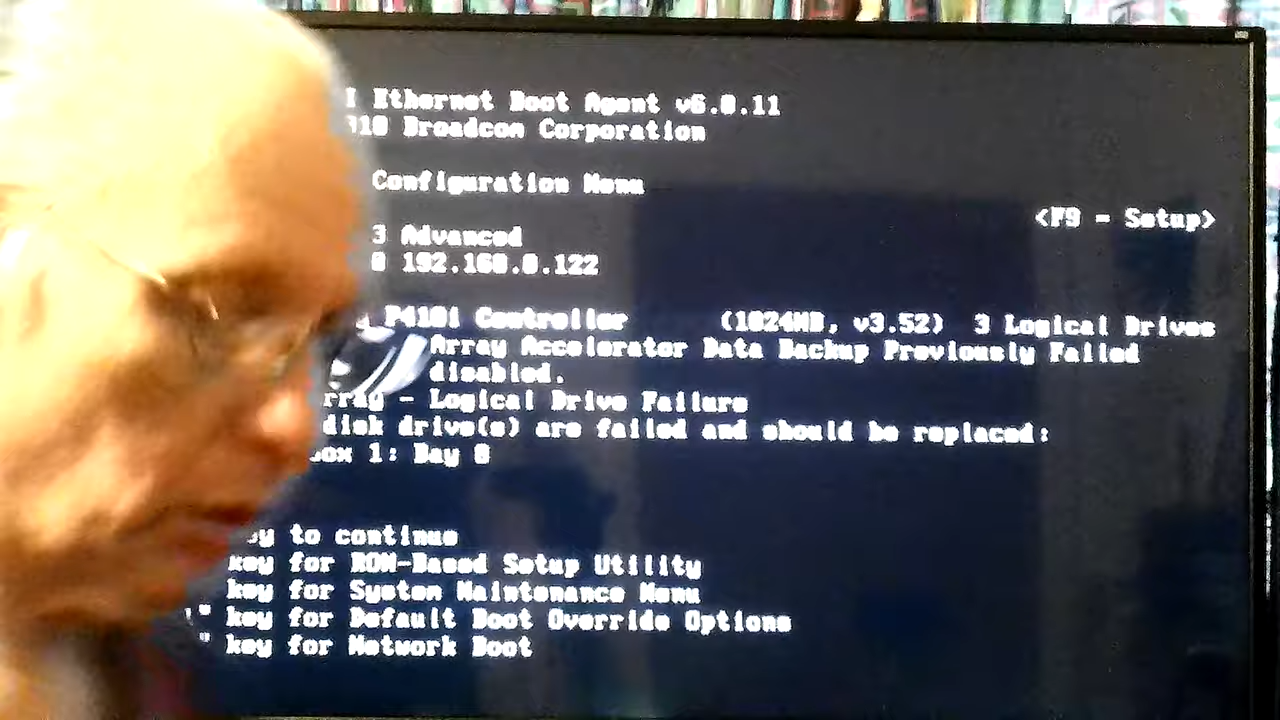 Ethernet Boot Agent v6.0.11
Broadcom Corporation
Configuration Menu
<F9 = Setup>
3 Advanced
192.168.0.122
P410i Controller (1024MB, v3.52) 3 Logical Drives
Array Accelerator Data Backup Previously Failed
disabled.
- Logical Drive Failure
disk drive(s) are failed and should be replaced:
1: Bay
to continue
key for ROM-Based Setup Utility
key for System Maintenance Menu
" key for Default Boot Override Options
" key for Network Boot